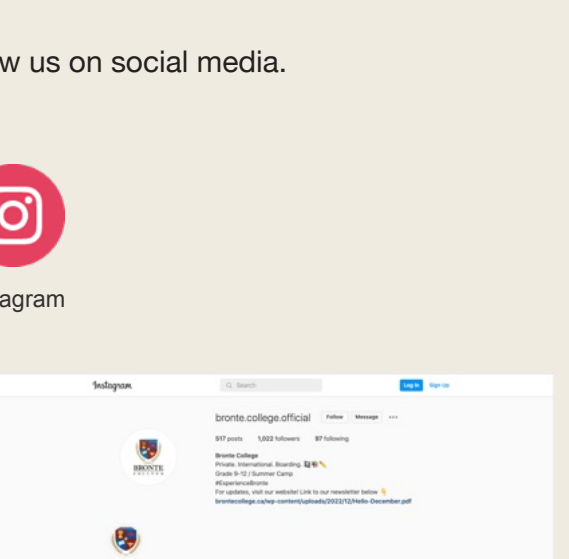 w us on social media.
agram
Instagram
Search
Log In
Sign Up
bronte.college.official
Follow
Message
517 posts 1,022 followers 97 following
Bronte College
Private. International. Boarding.
Grade 9-12 / Summer Camp
#ExperienceBronte
For updates, visit our website! Link to our newsletter below
brontecollege.ca/wp-content/uploads/2022/12/Hello-December.pdf
BRONTE
COLLEGE